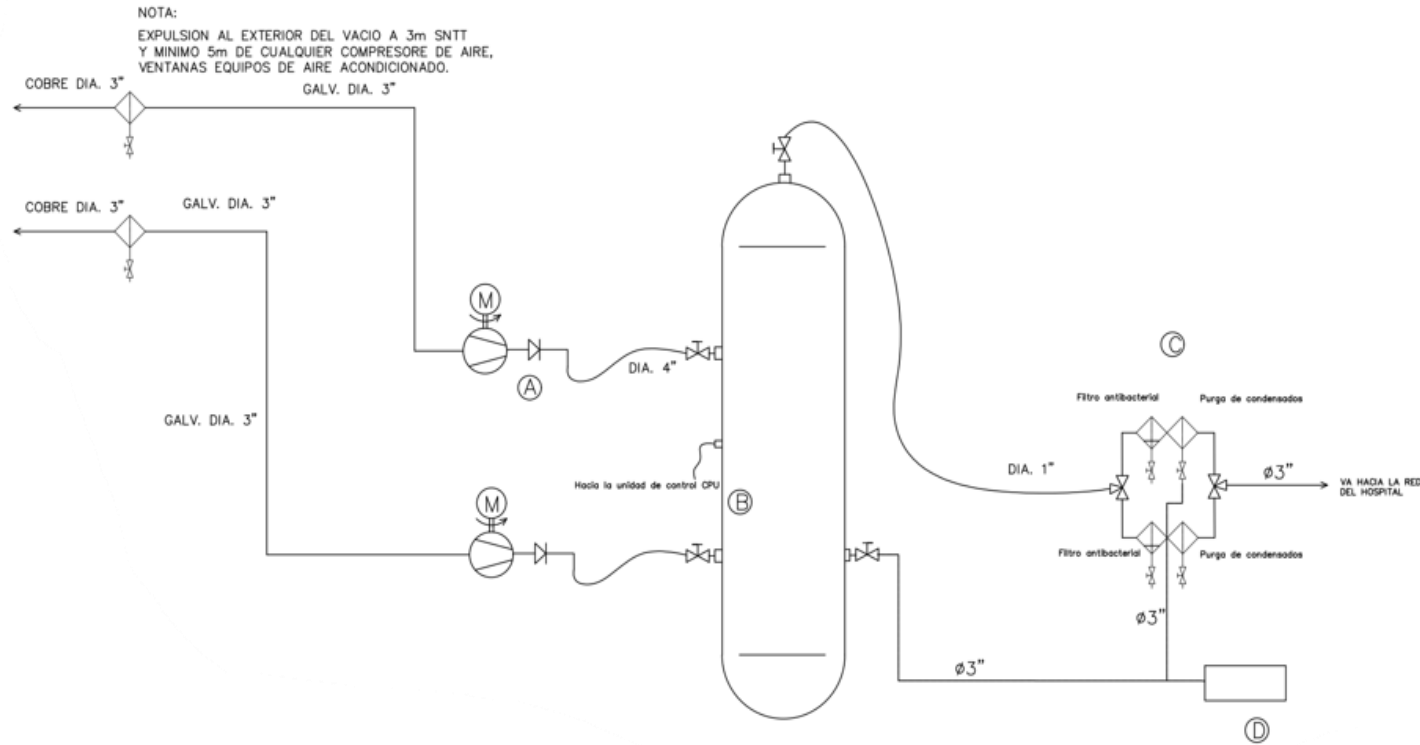 NOTA:
EXPULSION AL EXTERIOR DEL VACIO A 3m SNTT
Y MINIMO 5m DE CUALQUIER COMPRESORE DE AIRE,
VENTANAS EQUIPOS DE AIRE ACONDICIONADO.
COBRE DIA. 3"
GALV. DIA. 3"
COBRE DIA. 3"
GALV. DIA. 3"
M
A
DIA. 4"
GALV. DIA. 3"
C
Filtro antibacterial
Purga de condensados
DIA. 1"
Ø3"
VA HACIA LA RED
DEL HOSPITAL
Hacia la unidad de control CPU
B
M
Filtro antibacterial
Purga de condensados
Ø3"
Ø3"
D